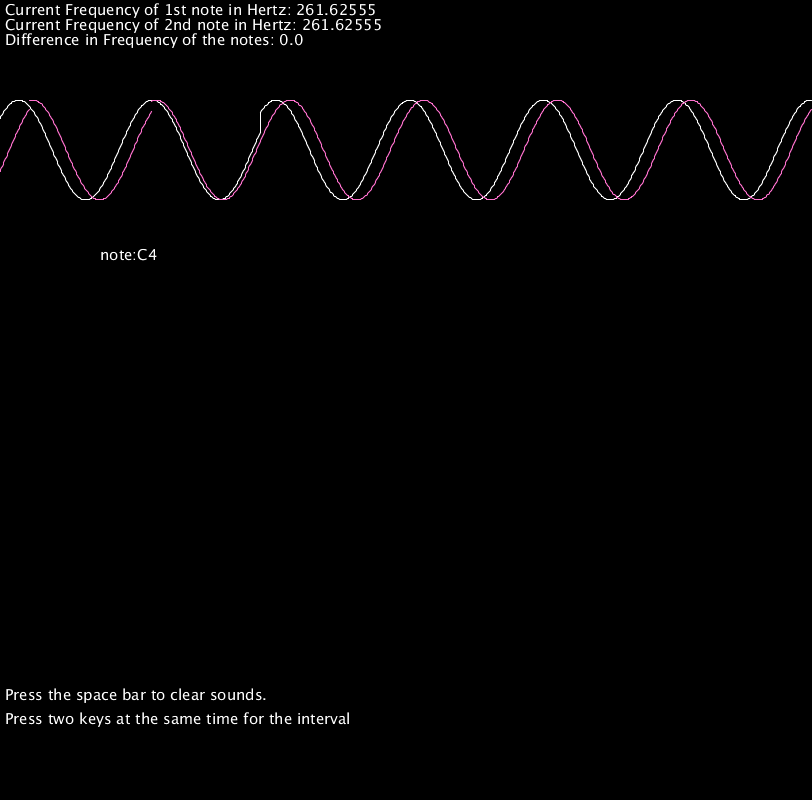 Current Frequency of 1st note in Hertz: 261.62555
Current Frequency of 2nd note in Hertz: 261.62555
Difference in Frequency of the notes: 0.0
note:C4
Press the space bar to clear sounds.
Press two keys at the same time for the interval